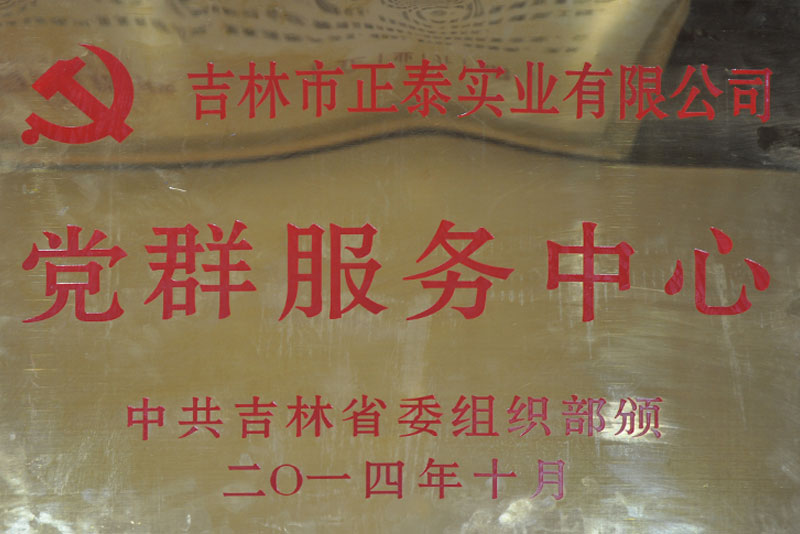 吉林市正泰实业有限公司
党群服务中心
中共吉林省委组织部颁
二〇一四年十月